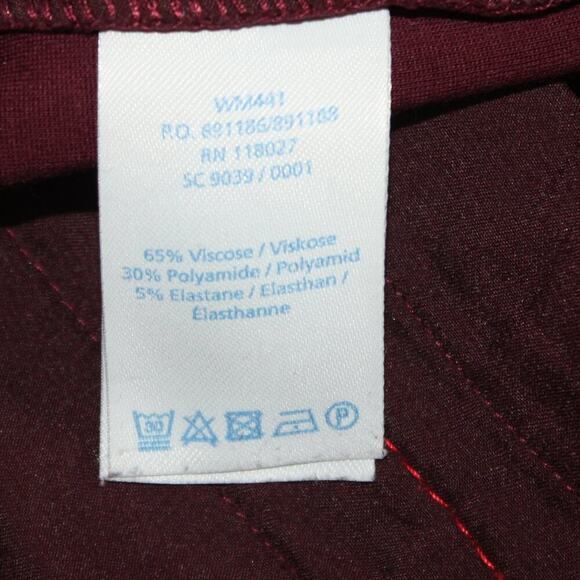 WM441
P.O. 891186/891188
RN 118027
SC 9039 / 0001
65% Viscose / Viskose
30% Polyamide / Polyamid
5% Elastane / Elasthan /
Élasthanne
30
P